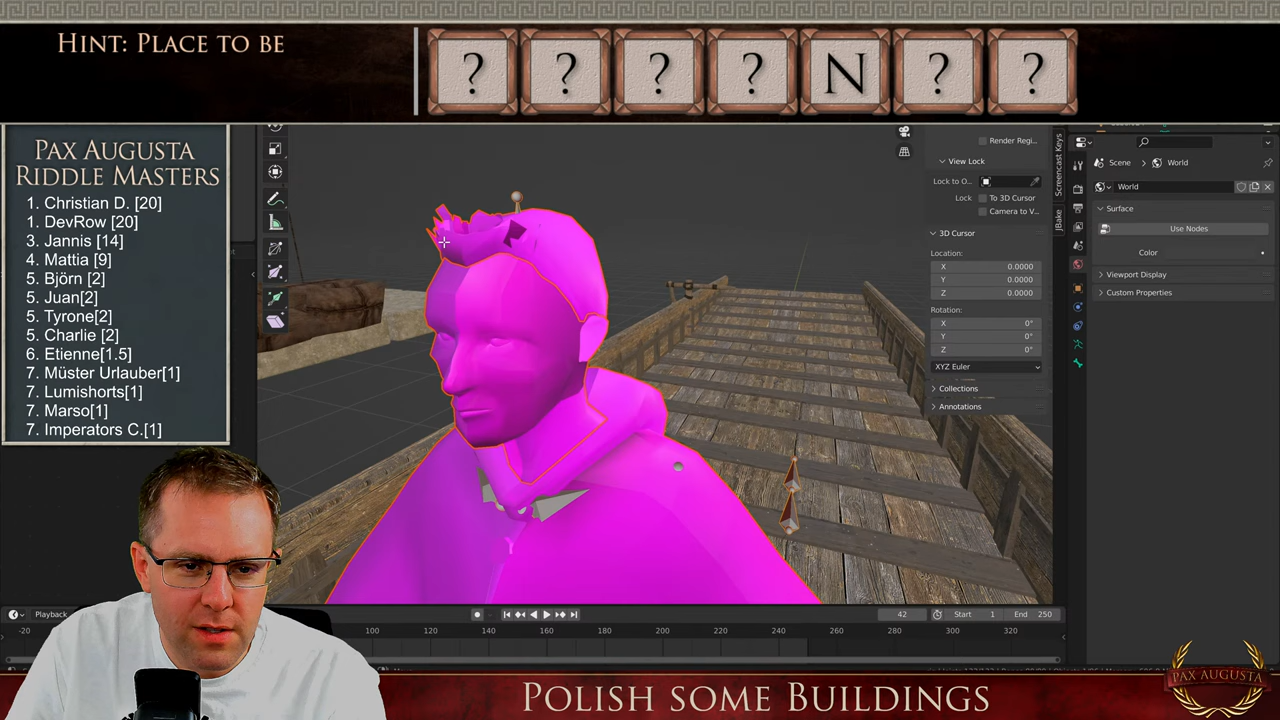 Hint: Place to be
? ? ? ? N ? ?
Pax Augusta
Riddle Masters
1. Christian D. [20]
1. DevRow [20]
3. Jannis [14]
4. Mattia [9]
5. Björn [2]
5. Juan[2]
5. Tyrone[2]
5. Charlie [2]
6. Etienne[1.5]
7. Müster Urlauber[1]
7. Lumishorts[1]
7. Marso[1]
7. Imperators C.[1]
Render Regi...
View Lock
Lock to O...
Lock To 3D Cursor
Camera to V...
3D Cursor
Location:
X 0.0000
Y 0.0000
Z 0.0000
Rotation:
X 0°
Y 0°
Z 0°
XYZ Euler
Collections
Annotations
Screencast Keys
JBake
Scene World
World
Surface
Use Nodes
Color
Viewport Display
Custom Properties
Playback
42 Start 1 End 250
-20 100 120 140 160 180 200 220 240 260 280 300 320
Polish some Buildings
PAX AUGUSTA